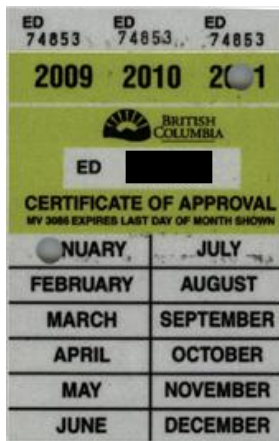 ED ED ED
74853 74853 74853
2009 2010
BRITISH
COLUMBIA
ED
CERTIFICATE OF APPROVAL
MV 3086 EXPIRES LAST DAY OF MONTH SHOWN
JULY
FEBRUARY AUGUST
MARCH SEPTEMBER
APRIL OCTOBER
MAY NOVEMBER
JUNE DECEMBER